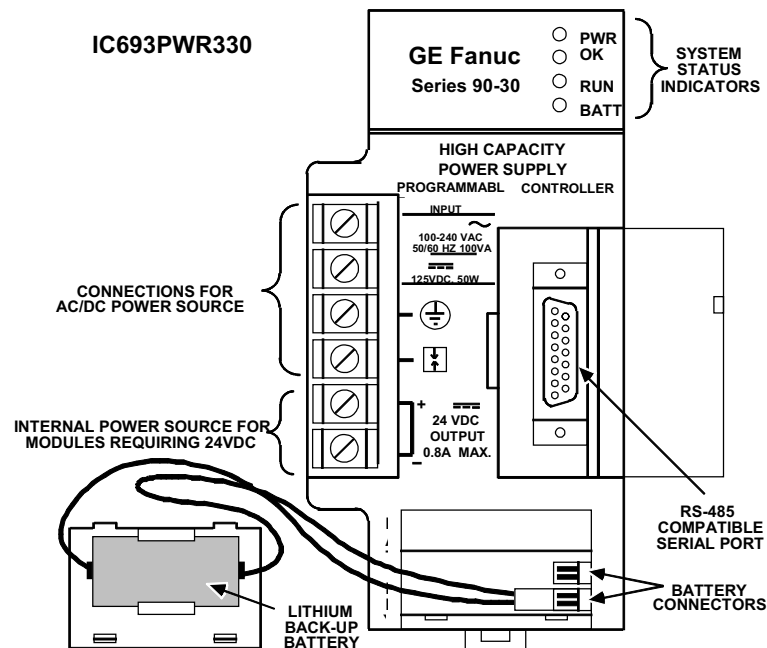 IC693PWR330
GE Fanuc
Series 90-30
PWR
OK
RUN
BATT
SYSTEM
STATUS
INDICATORS
HIGH CAPACITY
POWER SUPPLY
PROGRAMMABL CONTROLLER
INPUT
100-240 VAC
50/60 HZ 100VA
125VDC, 50W
CONNECTIONS FOR
AC/DC POWER SOURCE
INTERNAL POWER SOURCE FOR
MODULES REQUIRING 24VDC
+
24 VDC
OUTPUT
0.8A MAX.
–
RS-485
COMPATIBLE
SERIAL PORT
BATTERY
CONNECTORS
LITHIUM
BACK-UP
BATTERY